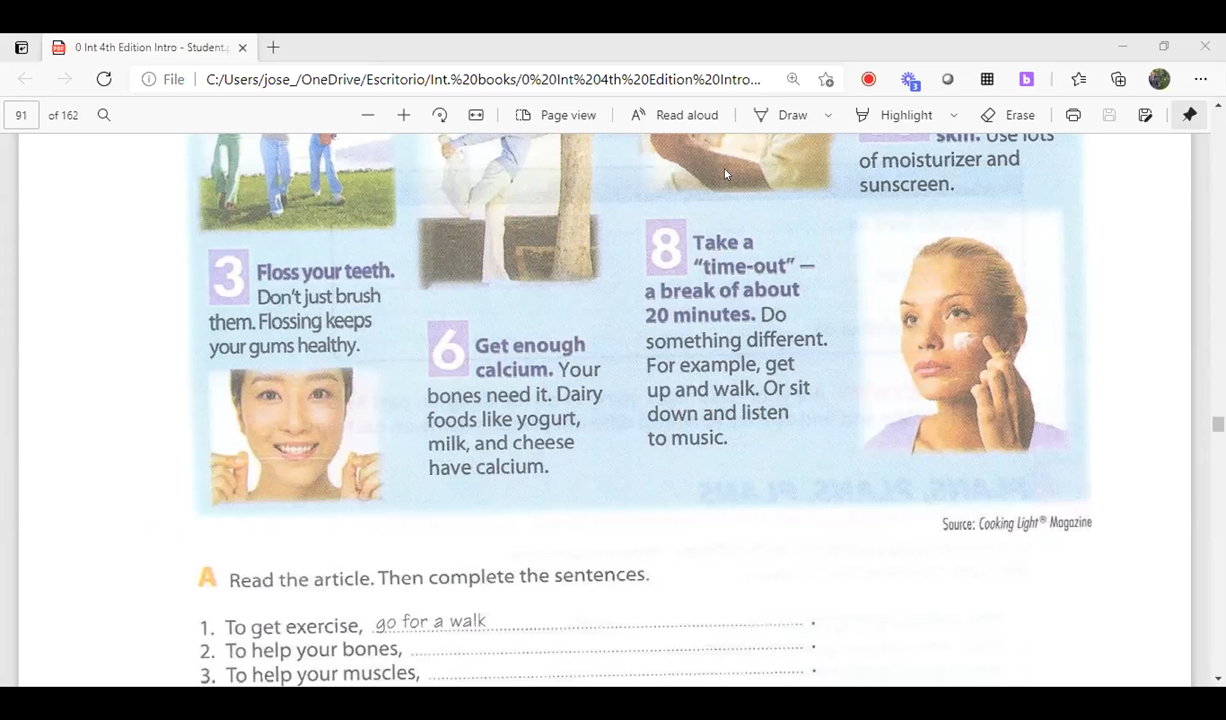 0 Int 4th Edition Intro - Student.
File
C:/Users/jose_/OneDrive/Escritorio/Int.%20books/0%20Int%204th%20Edition%20Intro...
3
b
91
of 162
Page view
Read aloud
Draw
Highlight
Erase
3 Floss your teeth.
Don't just brush
them. Flossing keeps
your gums healthy.
6 Get enough
calcium. Your
bones need it. Dairy
foods like yogurt,
milk, and cheese
have calcium.
8 Take a
"time-out" —
a break of about
20 minutes. Do
something different.
For example, get
up and walk. Or sit
down and listen
to music.
skin. Use lots
of moisturizer and
sunscreen.
Source: Cooking Light® Magazine
A Read the article. Then complete the sentences.
1. To get exercise, go for a walk.
2. To help your bones, .
3. To help your muscles, .